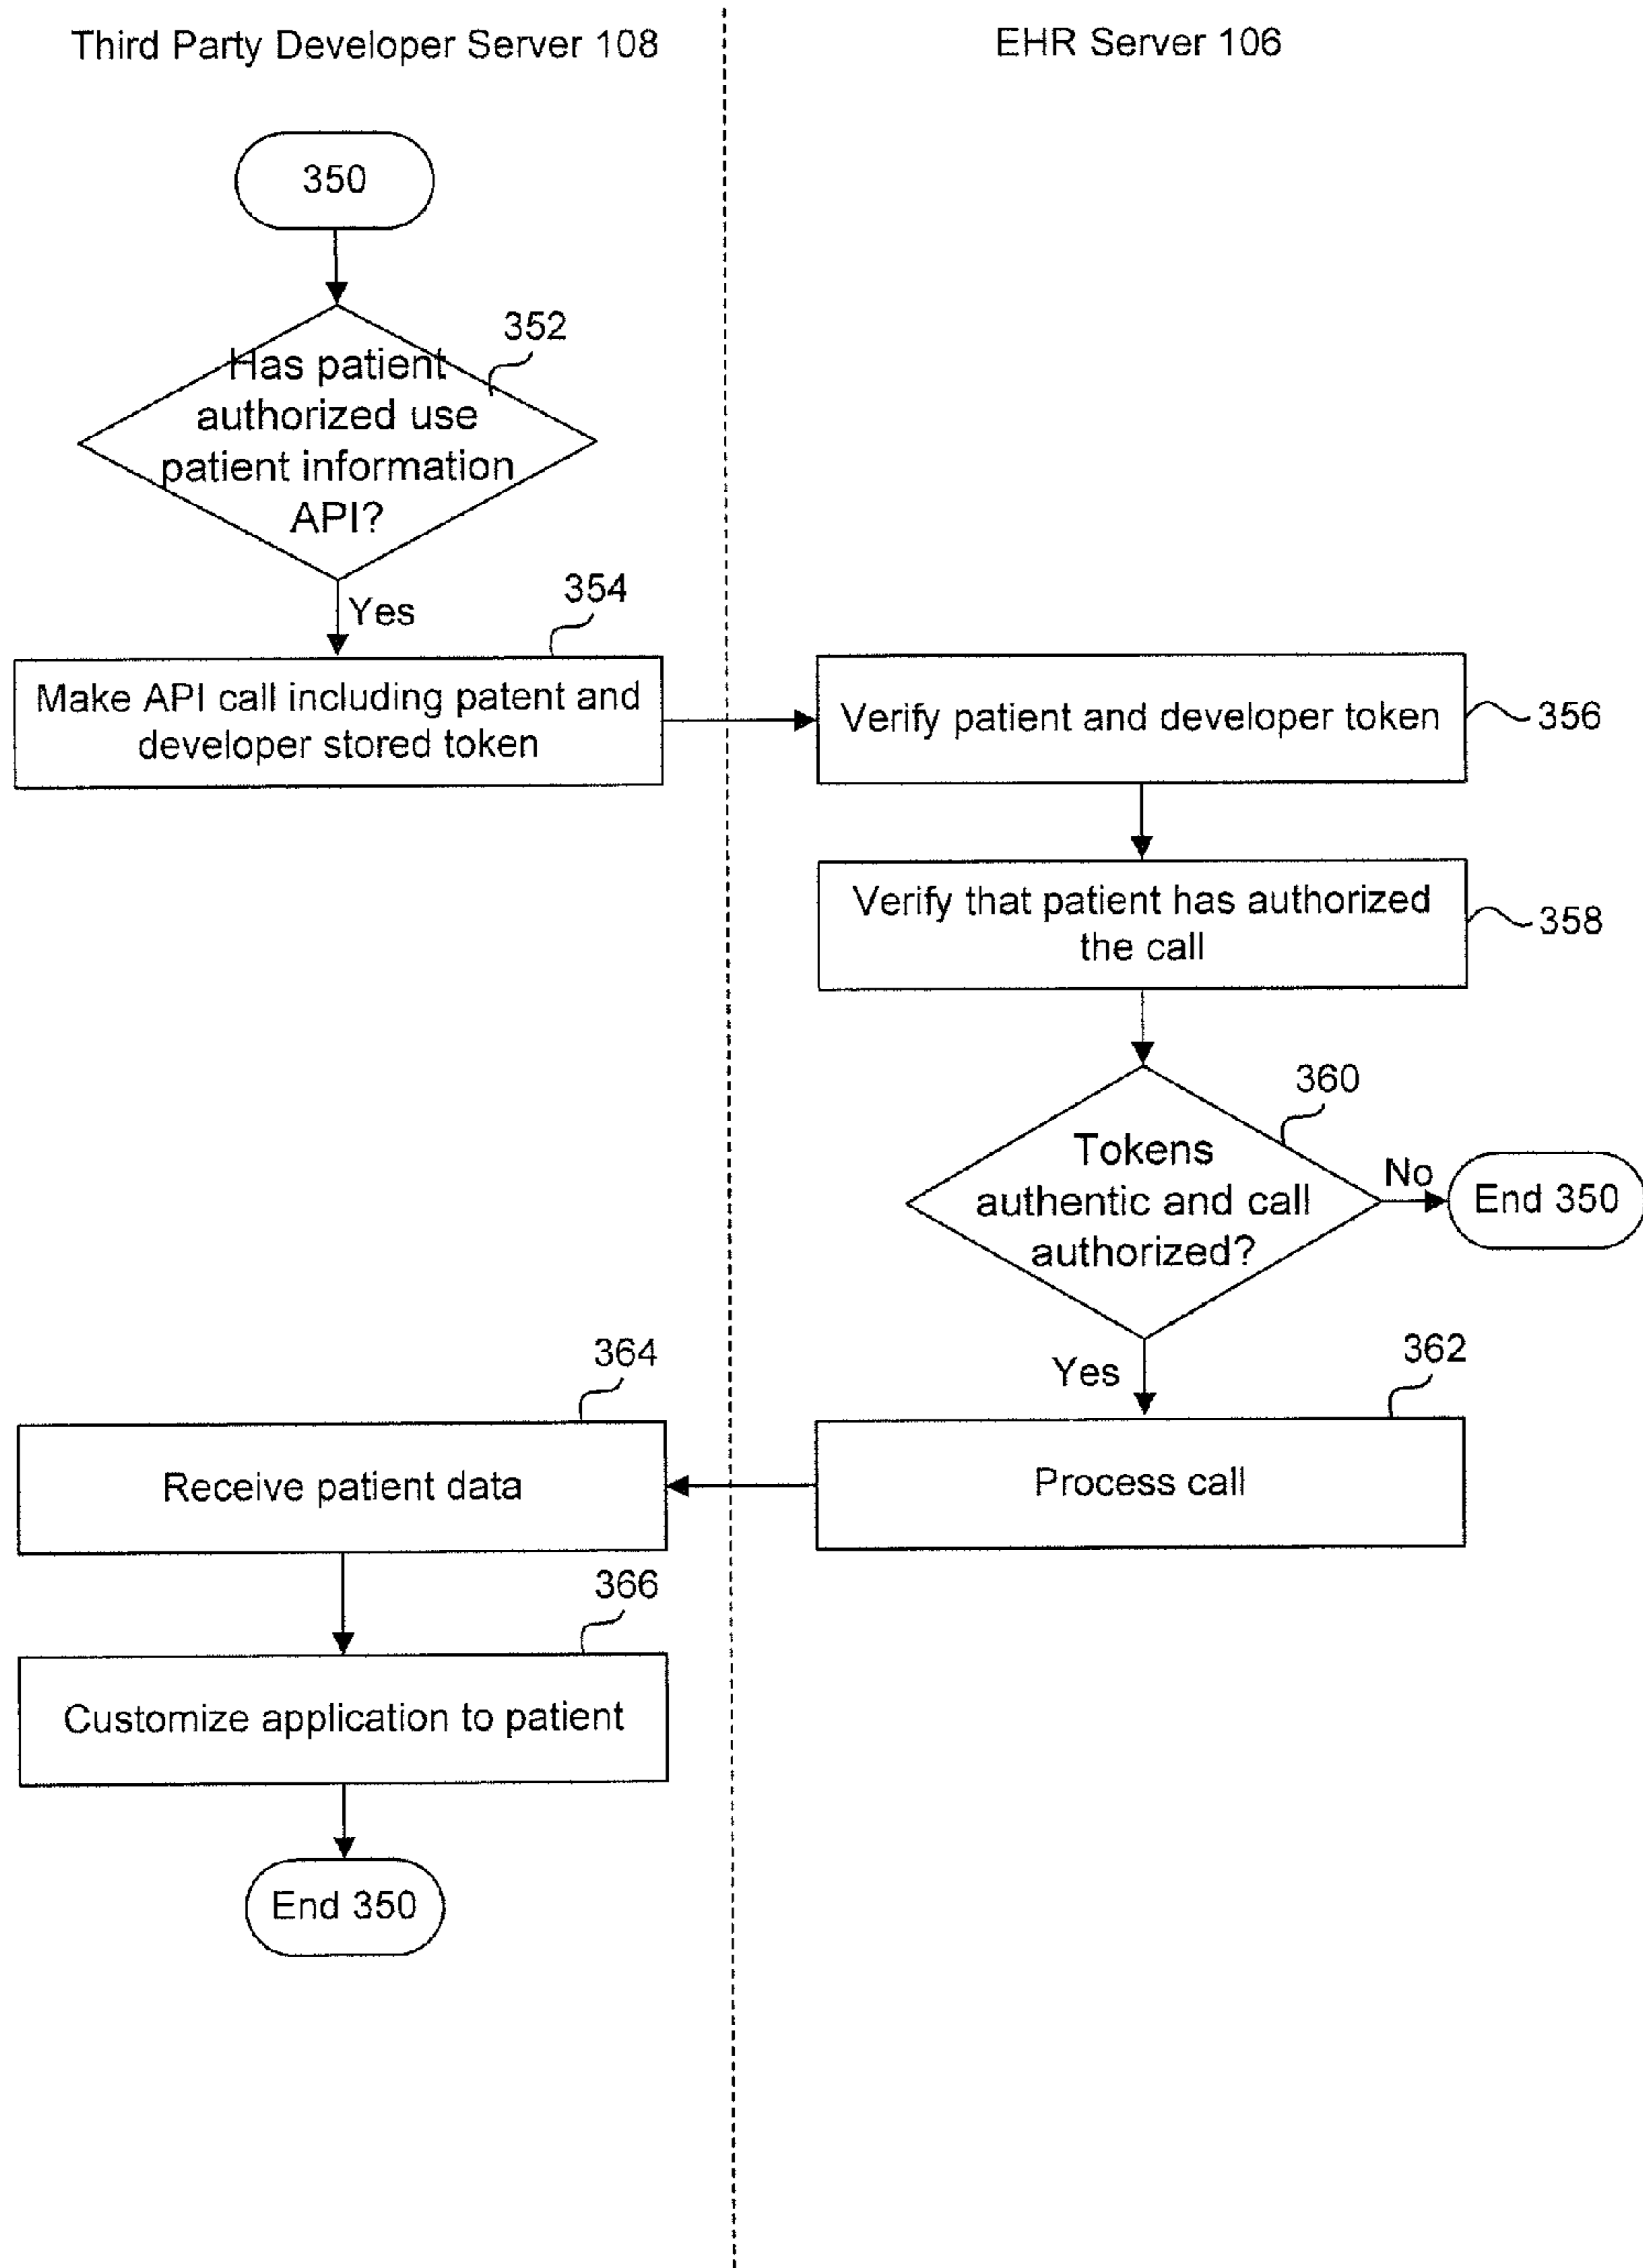 Third Party Developer Server 108
EHR Server 106
350
352
Has patient
authorized use
patient information
API?
Yes
354
Make API call including patent and
developer stored token
Verify patient and developer token
356
Verify that patient has authorized
the call
358
360
Tokens
authentic and call
authorized?
No
End 350
Yes
362
Process call
364
Receive patient data
366
Customize application to patient
End 350